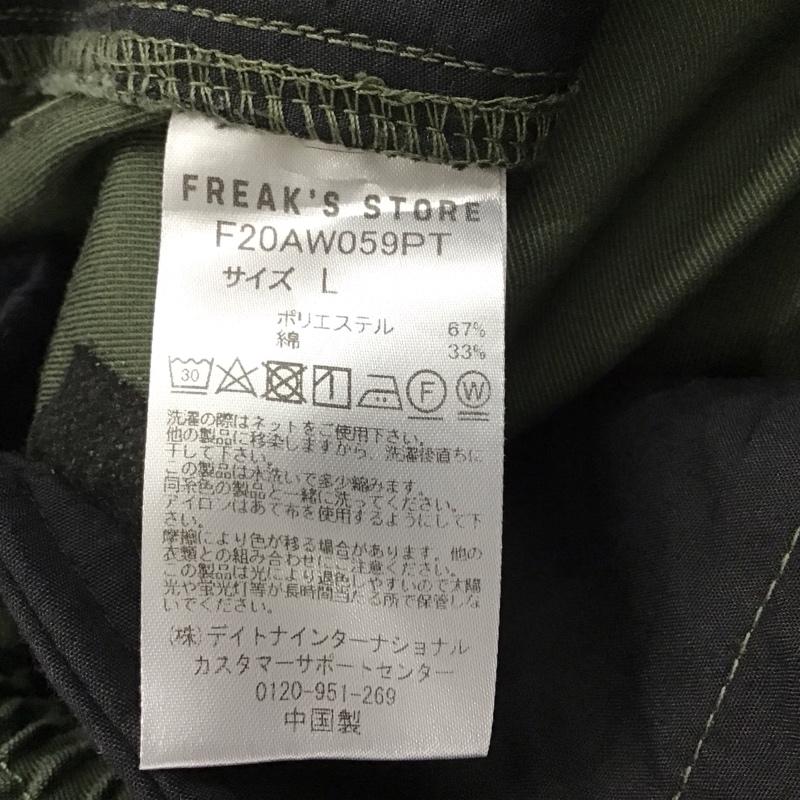 FREAK'S STORE
F20AW059PT
サイズ L
ポリエステル 67%
綿 33%
30 F W
洗濯の際はネットをご使用下さい。
他の製品に移染しますから、洗濯後直ちに
干して下さい。
この製品は水洗いで多少縮みます。
同系色の製品と一緒に洗ってください。
アイロンはあて布を使用するようにして下
さい。
摩擦により色が移る場合があります。他の
衣類との組み合わせにご注意ください。
この製品は光により退色しやすいので太陽
光や蛍光灯等が長時間当たる所で保管しな
いでください。
(株)デイトナインターナショナル
カスタマーサポートセンター
0120-951-269
中国製